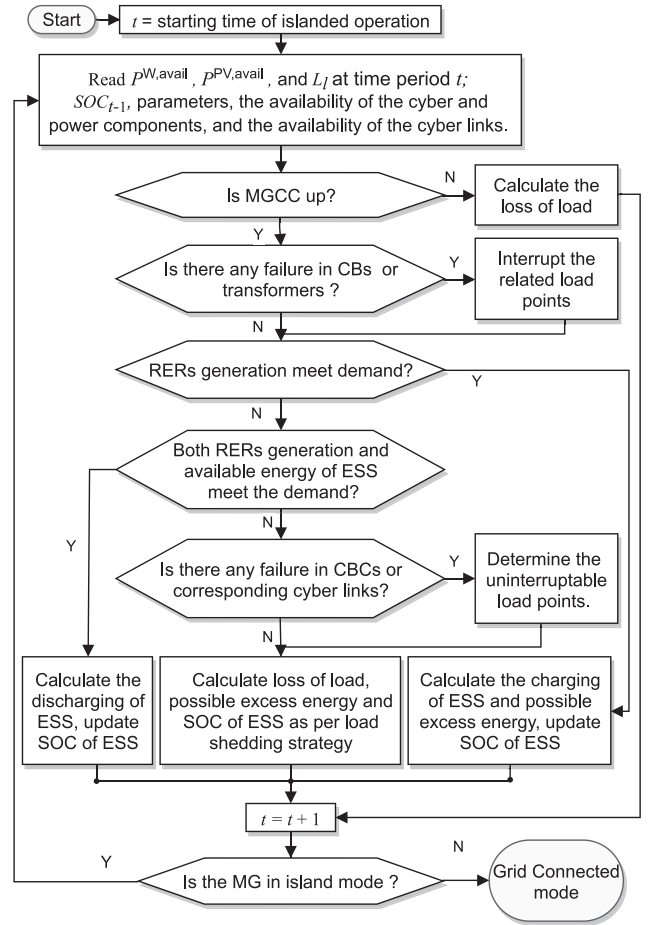 Start
t = starting time of islanded operation
Read P^W,avail , P^PV,avail , and L_l at time period t;
SOC_t-1, parameters, the availability of the cyber and
power components, and the availability of the cyber links.
Is MGCC up?
N
Calculate the
loss of load
Y
Is there any failure in CBs or
transformers ?
Y
Interrupt the
related load
points
N
RERs generation meet demand?
Y
N
Both RERs generation and
available energy of ESS
meet the demand?
Y
N
Is there any failure in CBCs or
corresponding cyber links?
Y
Determine the
uninterruptable
load points.
N
Calculate the
discharging of
ESS, update
SOC of ESS
Calculate loss of load,
possible excess energy and
SOC of ESS as per load
shedding strategy
Calculate the charging
of ESS and possible
excess energy, update
SOC of ESS
t = t + 1
Y
Is the MG in island mode ?
N
Grid Connected
mode